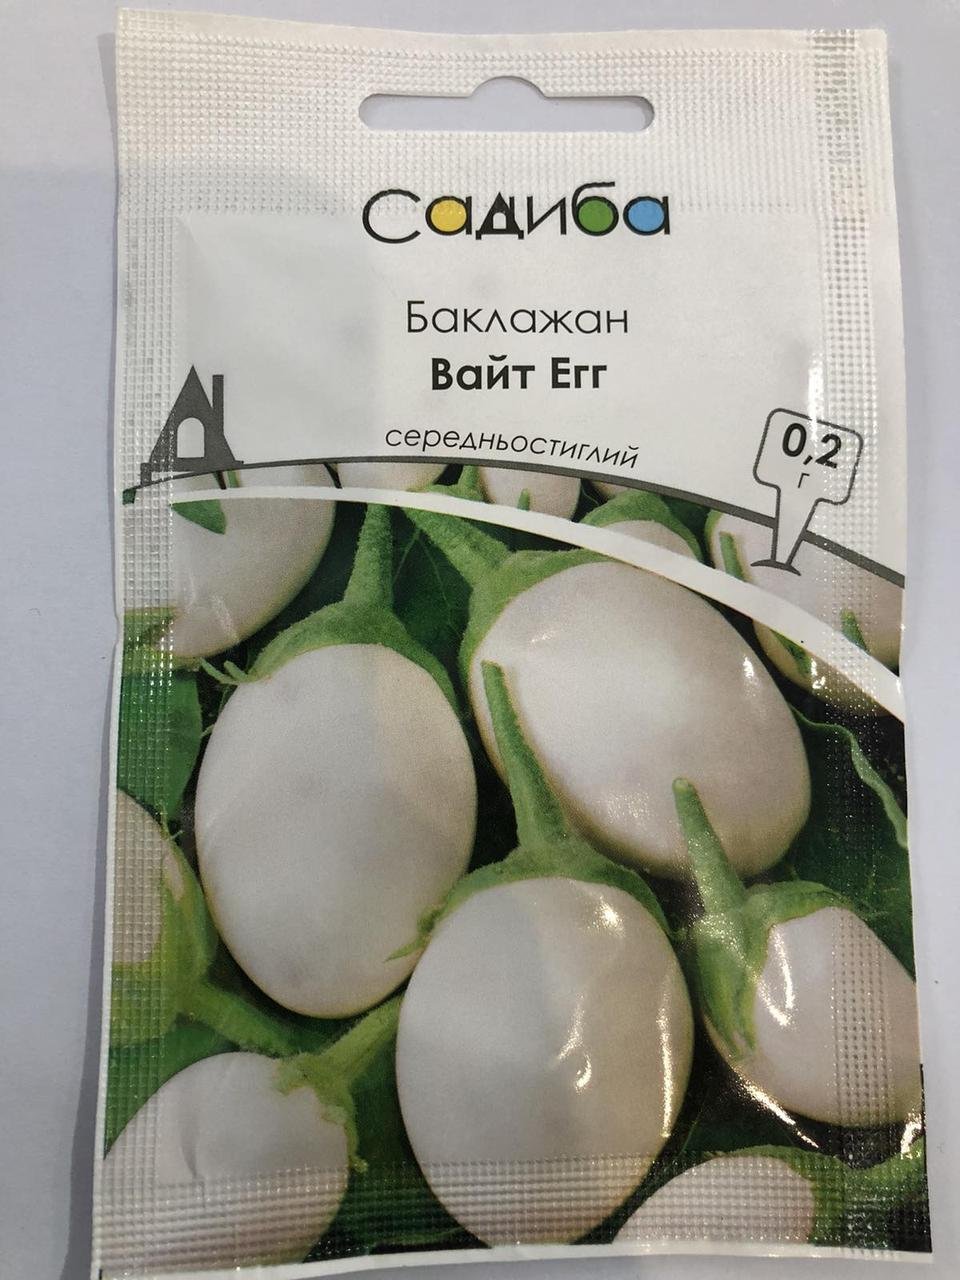 Садиба
Баклажан
Вайт Егг
середньостиглий
0,2
г